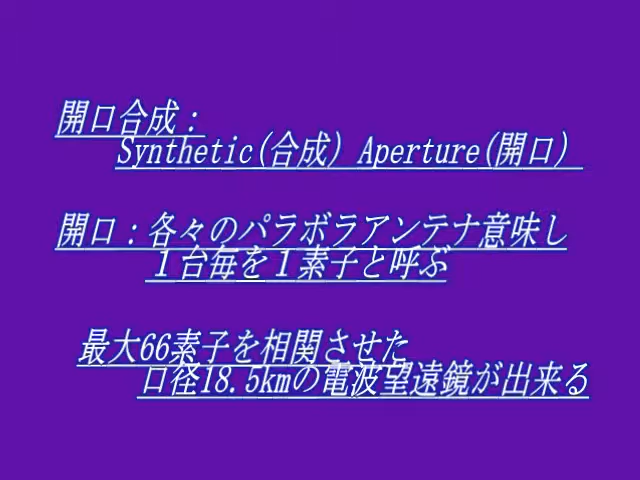 開口合成：
Synthetic(合成) Aperture(開口)
開口：各々のパラボラアンテナ意味し
１台毎を１素子と呼ぶ
最大66素子を相関させた
口径18.5kmの電波望遠鏡が出来る